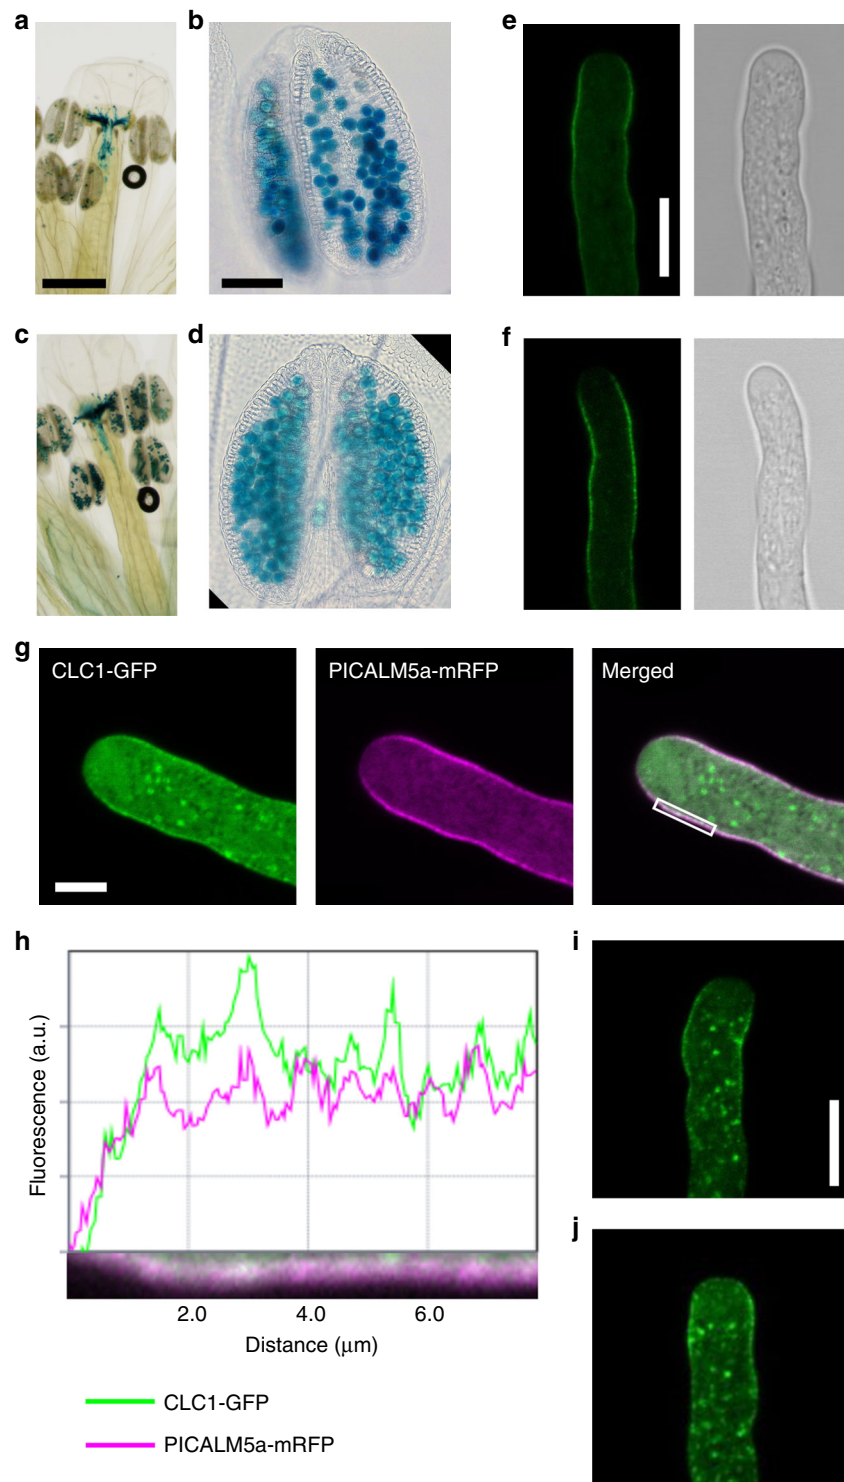 a
b
e
c
d
f
g
CLC1-GFP
PICALM5a-mRFP
Merged
h
Fluorescence (a.u.)
2.0
4.0
6.0
Distance (μm)
CLC1-GFP
PICALM5a-mRFP
i
j